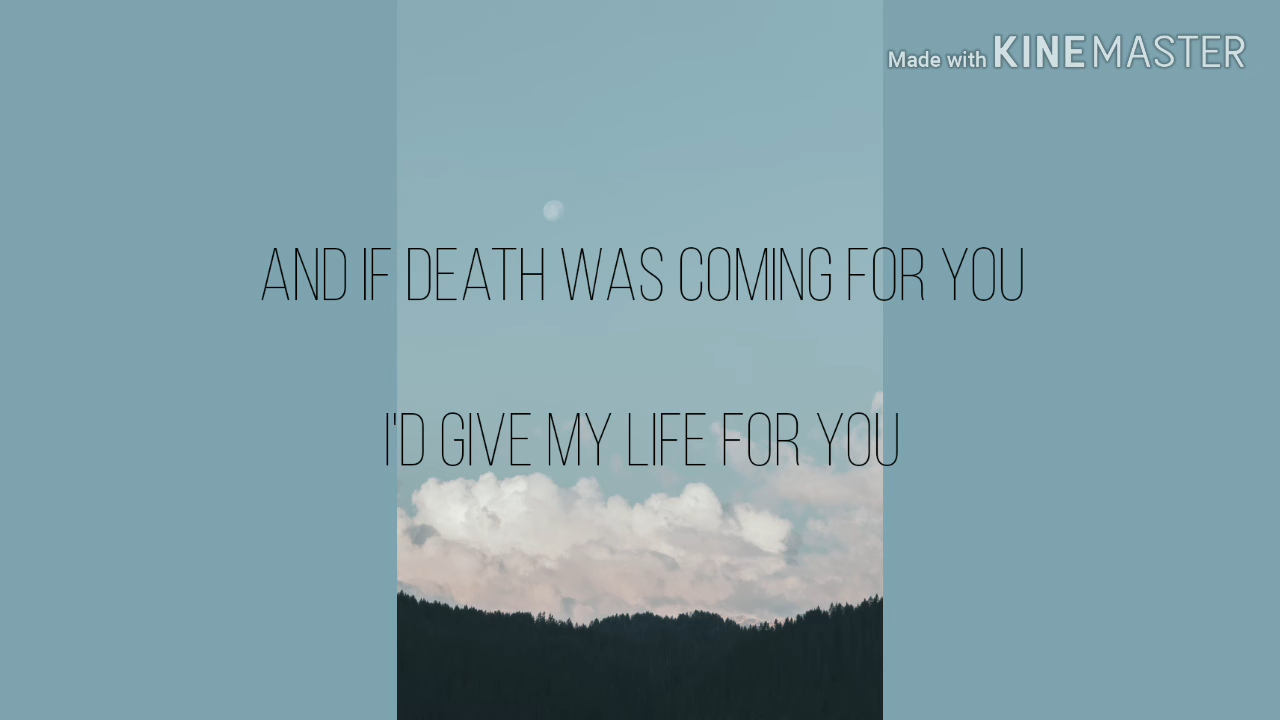 Made with KINEMASTER
AND IF DEATH WAS COMING FOR YOU
I'D GIVE MY LIFE FOR YOU